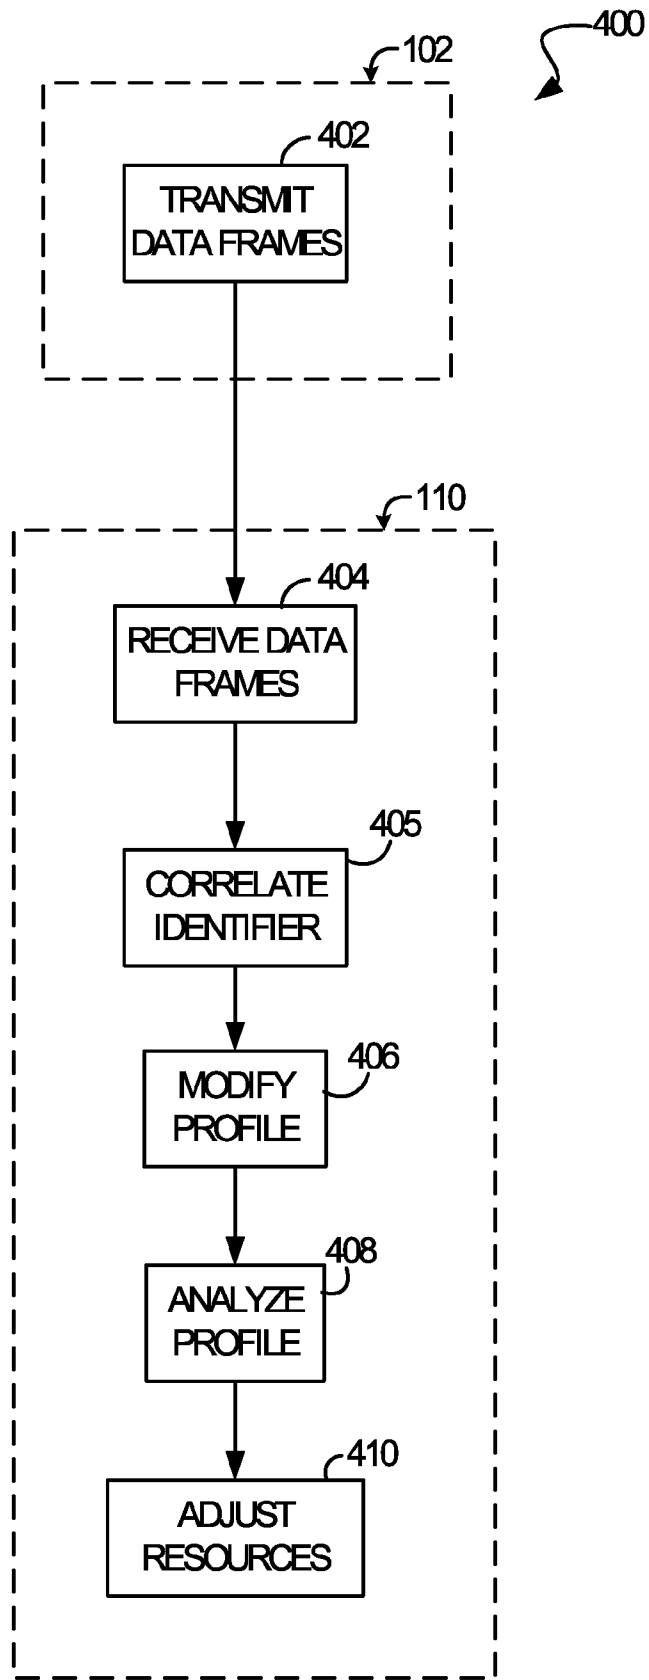 400
102
402
TRANSMIT
DATA FRAMES
110
404
RECEIVE DATA
FRAMES
405
CORRELATE
IDENTIFIER
406
MODIFY
PROFILE
408
ANALYZE
PROFILE
410
ADJUST
RESOURCES